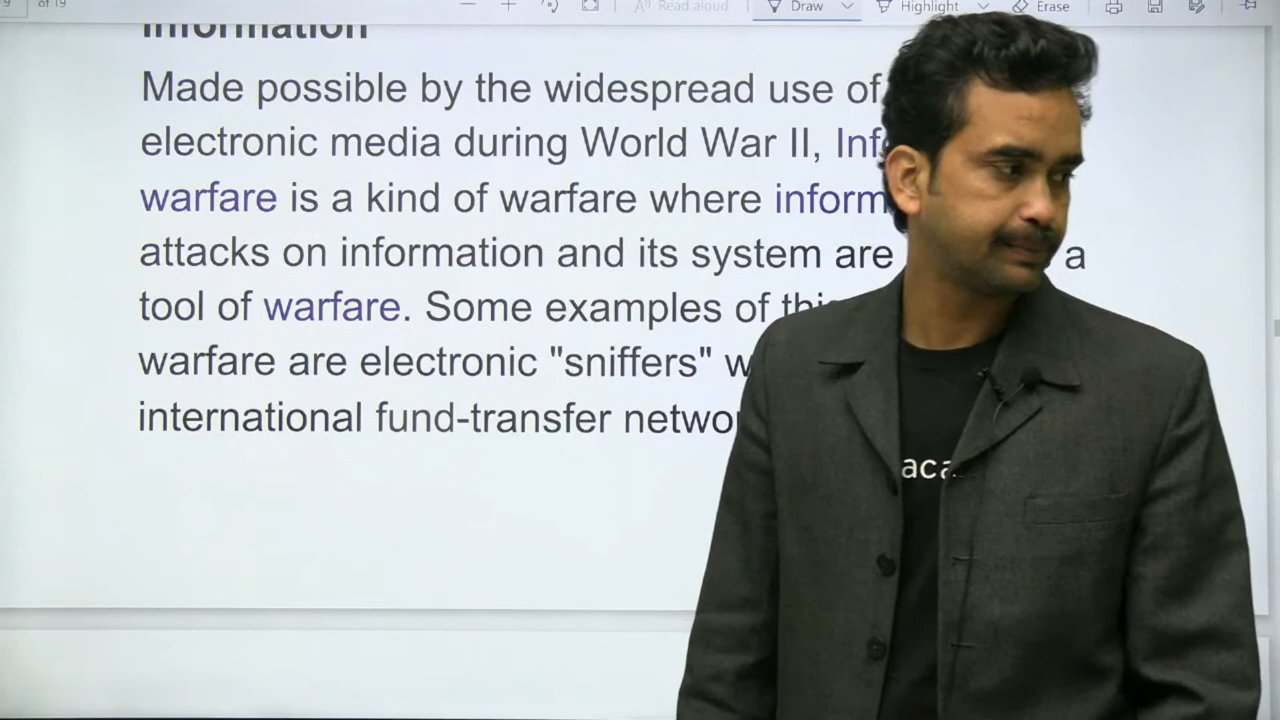 9 of 19
Read aloud Draw Highlight Erase
Information
Made possible by the widespread use of
electronic media during World War II, Inf
warfare is a kind of warfare where inform
attacks on information and its system are a
tool of warfare. Some examples of this
warfare are electronic "sniffers" w
international fund-transfer netwo
aca